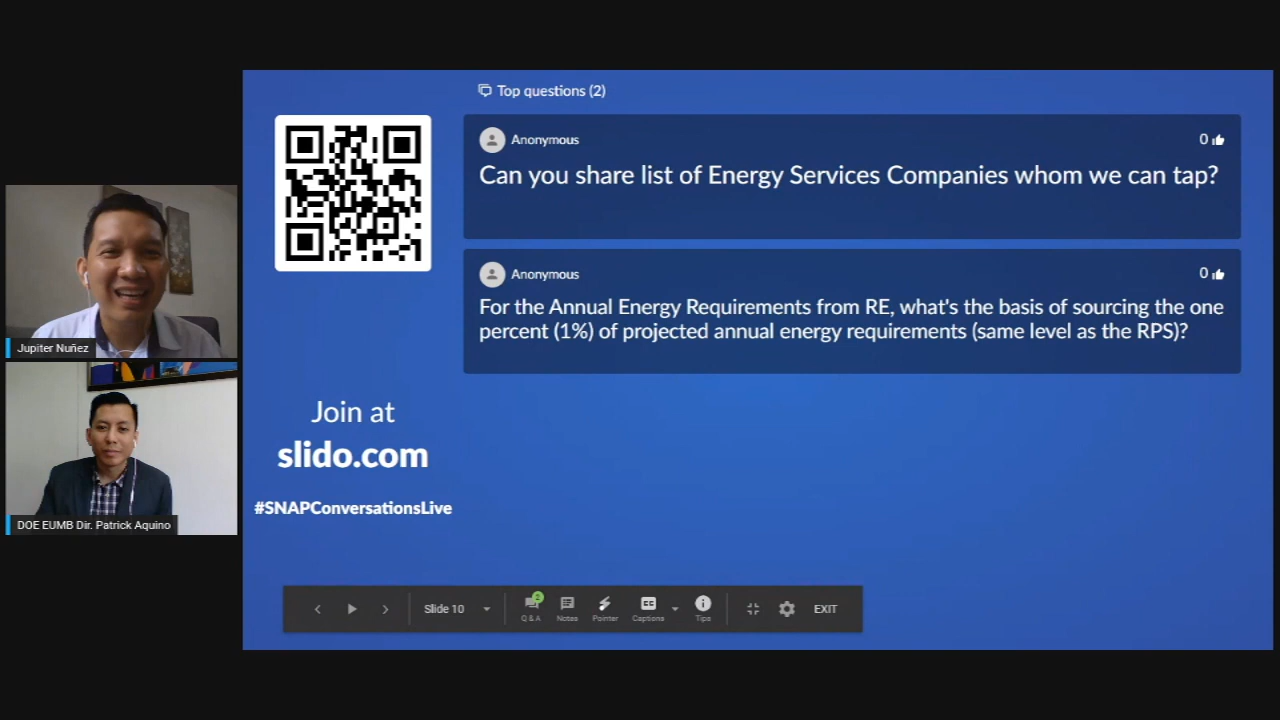 Top questions (2)
Anonymous
0
Can you share list of Energy Services Companies whom we can tap?
Anonymous
0
For the Annual Energy Requirements from RE, what's the basis of sourcing the one
percent (1%) of projected annual energy requirements (same level as the RPS)?
Jupiter Nuñez
DOE EUMB Dir. Patrick Aquino
Join at
slido.com
#SNAPConversationsLive
Slide 10
2
Q & A
Notes
Pointer
CC
Captions
Tips
EXIT